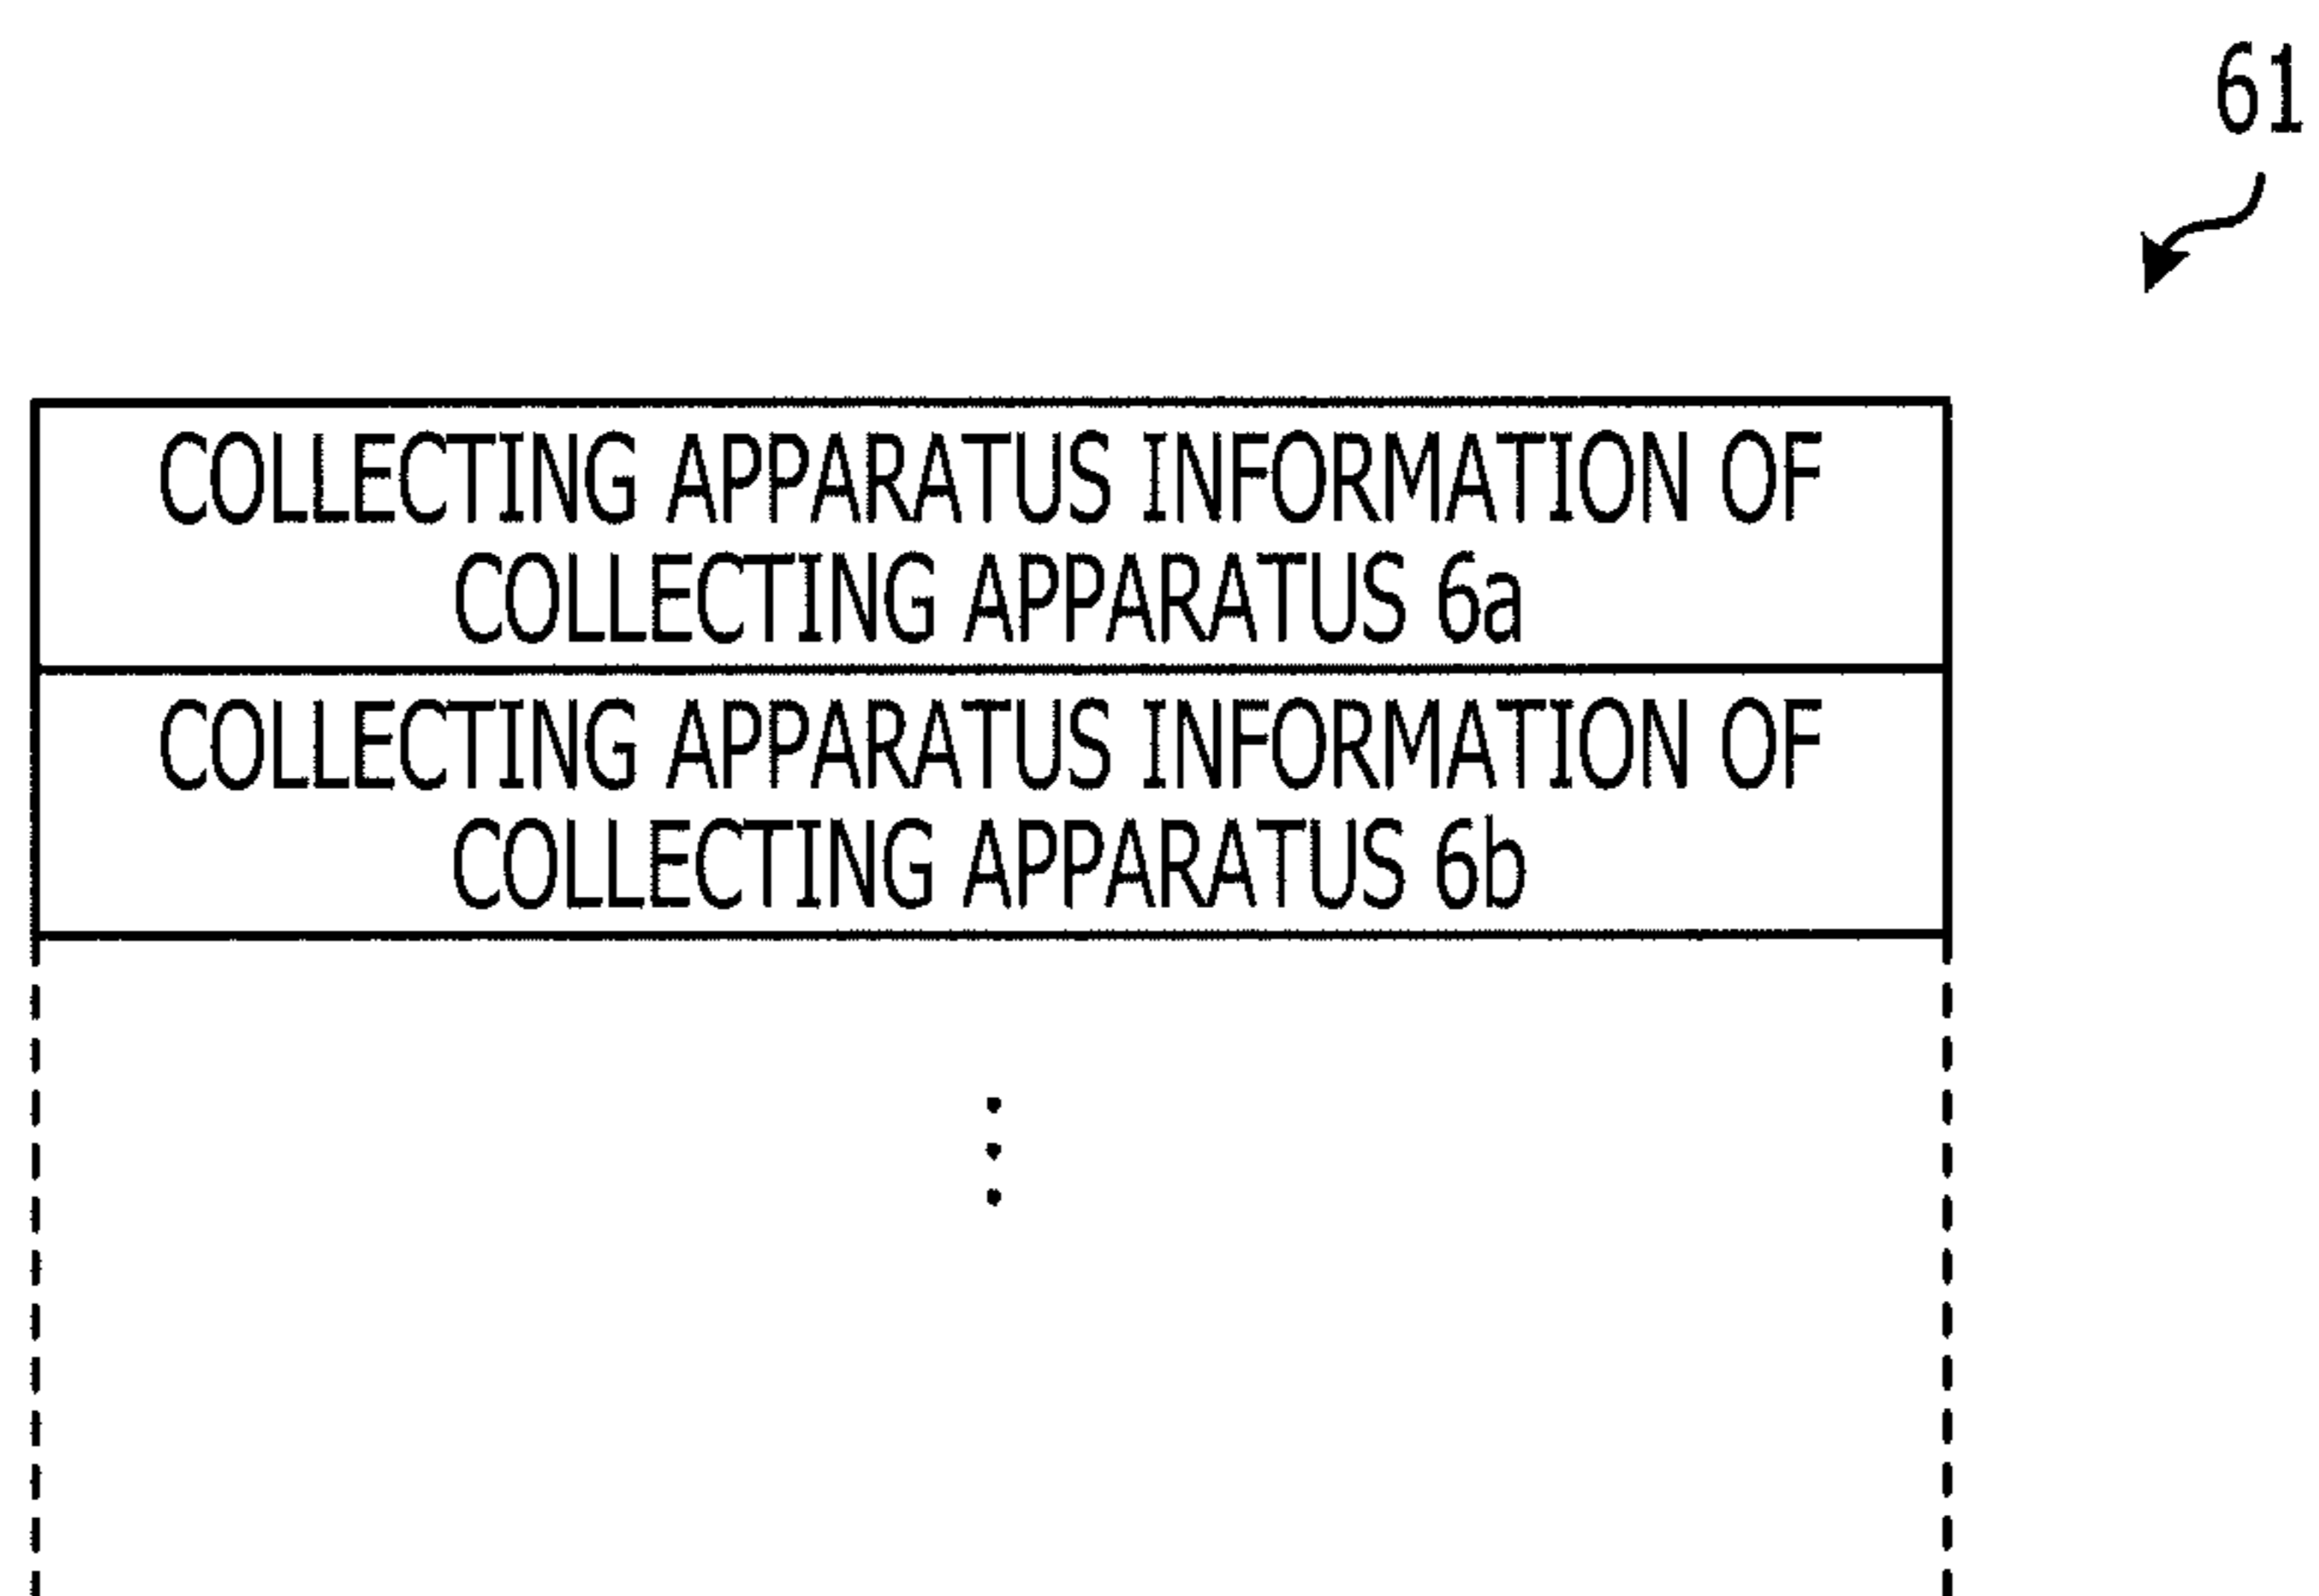 61
COLLECTING APPARATUS INFORMATION OF
COLLECTING APPARATUS 6a
COLLECTING APPARATUS INFORMATION OF
COLLECTING APPARATUS 6b